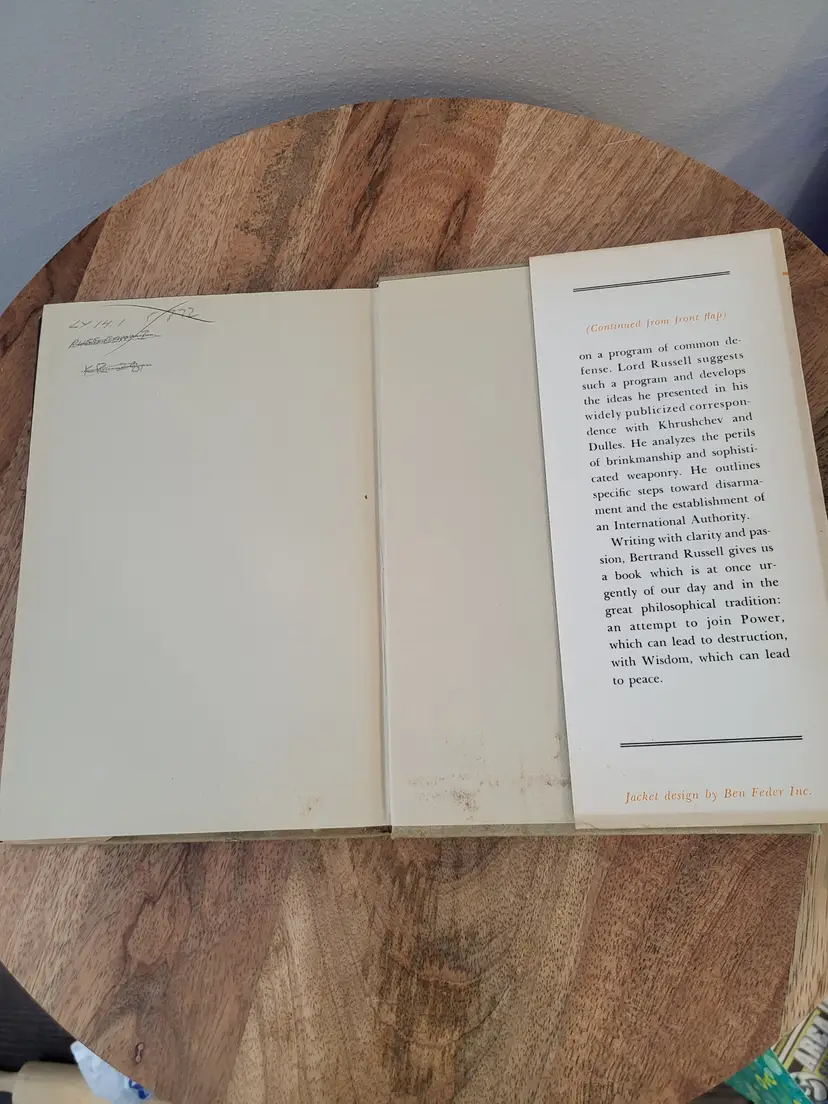 (Continued from front flap)
on a program of common de-
fense. Lord Russell suggests
such a program and develops
the ideas he presented in his
widely publicized correspon-
dence with Khrushchev and
Dulles. He analyzes the perils
of brinkmanship and sophisti-
cated weaponry. He outlines
specific steps toward disarma-
ment and the establishment of
an International Authority.
Writing with clarity and pas-
sion, Bertrand Russell gives us
a book which is at once ur-
gently of our day and in the
great philosophical tradition:
an attempt to join Power,
which can lead to destruction,
with Wisdom, which can lead
to peace.
Jacket design by Ben Feder Inc.